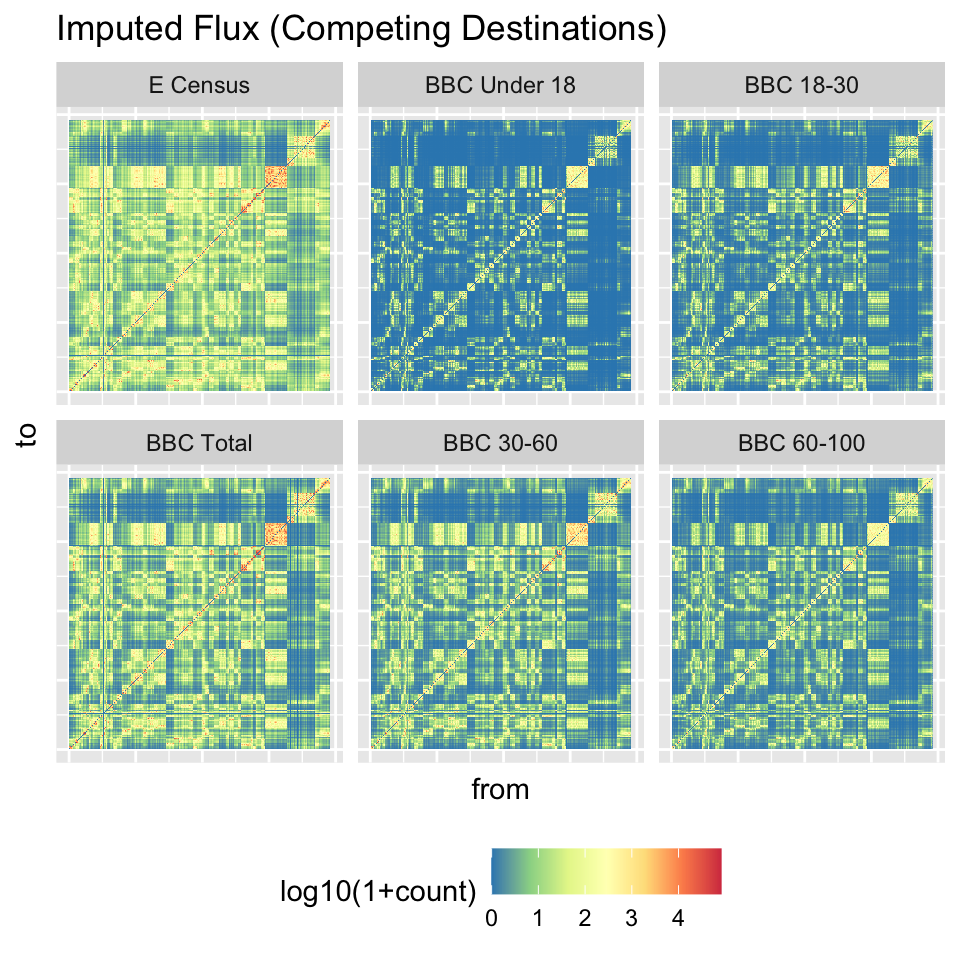 Imputed Flux (Competing Destinations)
E Census
BBC Under 18
BBC 18-30
to
BBC Total
BBC 30-60
BBC 60-100
from
log10(1+count)
0 1 2 3 4